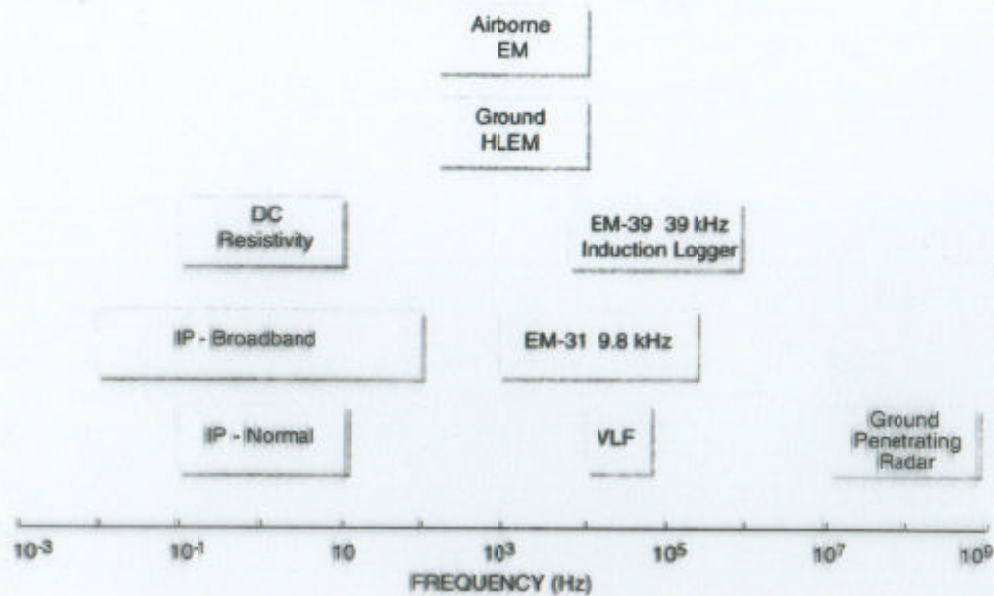 Airborne
EM
Ground
HLEM
DC
Resistivity
EM-39 39 kHz
Induction Logger
IP - Broadband
EM-31 9.8 kHz
IP - Normal
VLF
Ground
Penetrating
Radar
10⁻³ 10⁻¹ 10 10³ 10⁵ 10⁷ 10⁹
FREQUENCY (Hz)